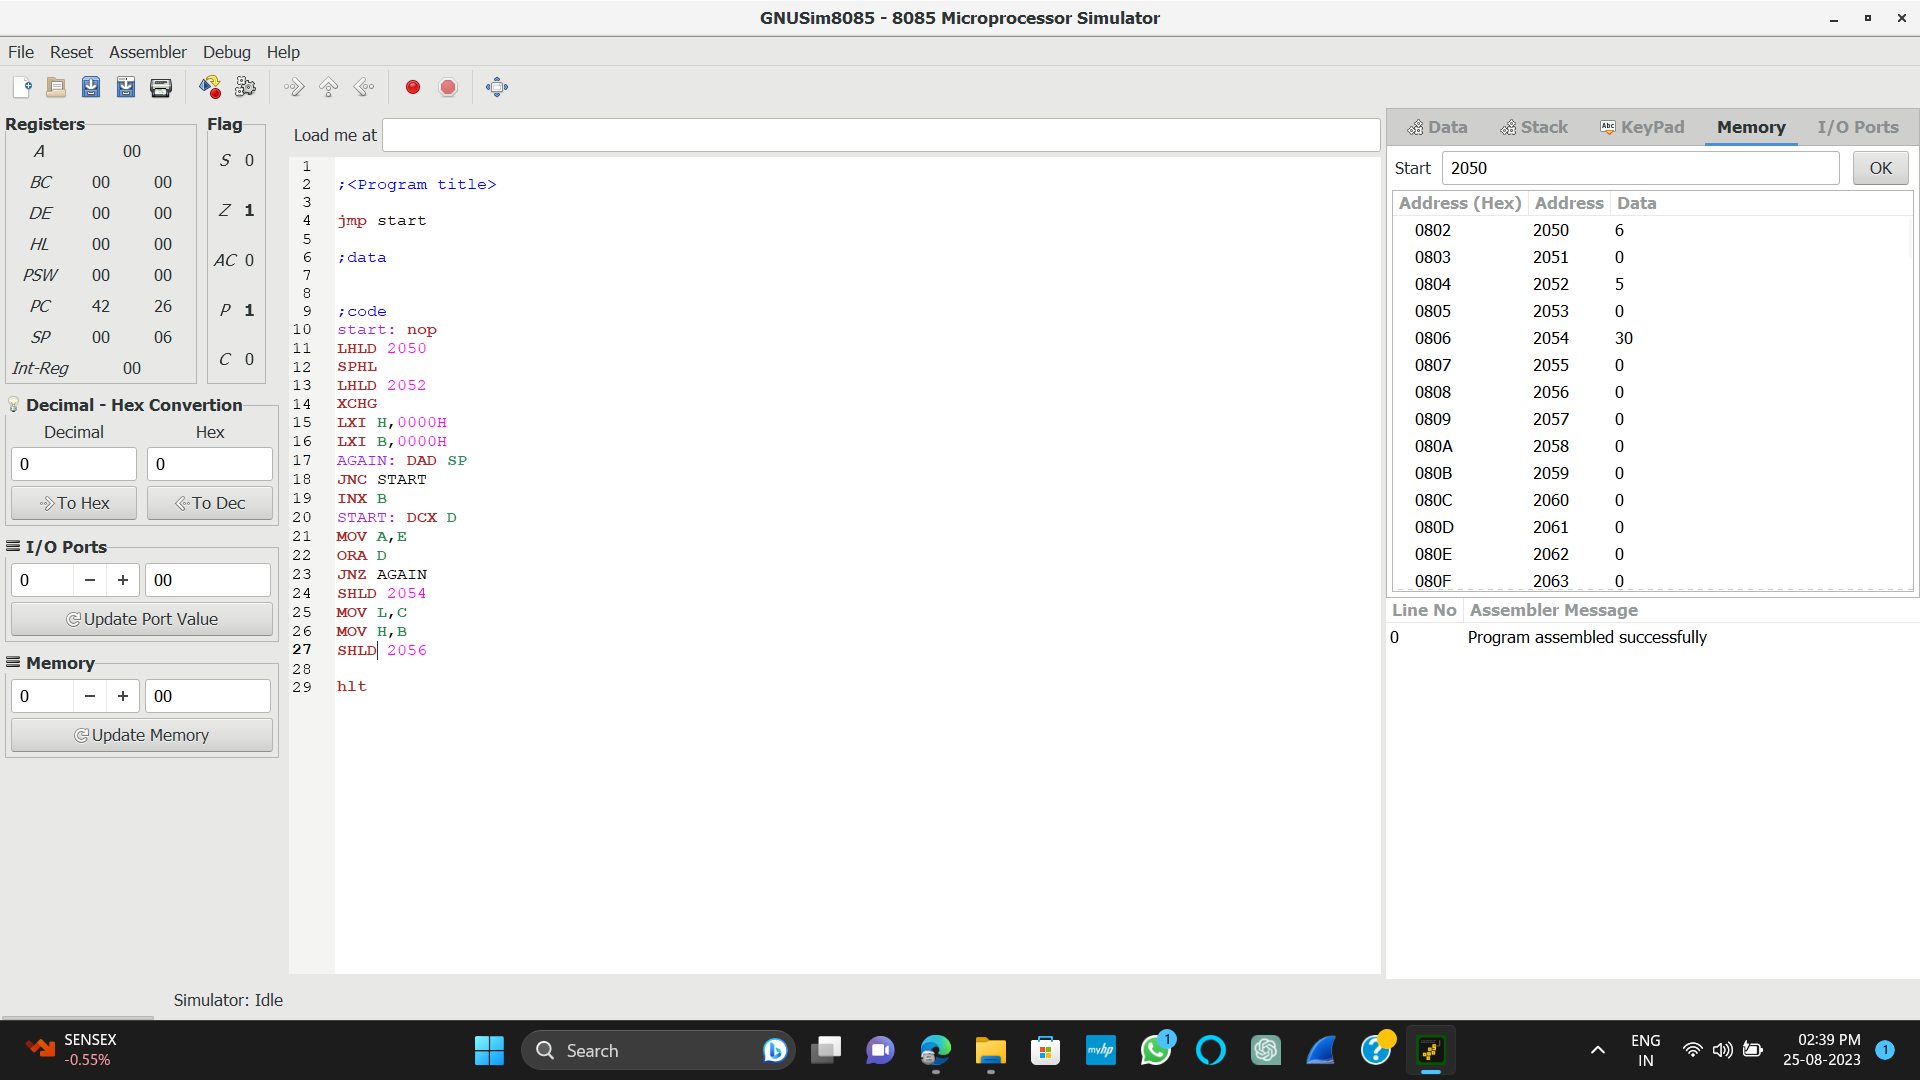 GNUSim8085 - 8085 Microprocessor Simulator
File Reset Assembler Debug Help
Registers
A 00
BC 00 00
DE 00 00
HL 00 00
PSW 00 00
PC 42 26
SP 00 06
Int-Reg 00
Flag
S 0
Z 1
AC 0
P 1
C 0
Decimal - Hex Convertion
Decimal Hex
0 0
To Hex To Dec
I/O Ports
0 − + 00
Update Port Value
Memory
0 − + 00
Update Memory
Load me at
1
2 ;<Program title>
3
4 jmp start
5
6 ;data
7
8
9 ;code
10 start: nop
11 LHLD 2050
12 SPHL
13 LHLD 2052
14 XCHG
15 LXI H,0000H
16 LXI B,0000H
17 AGAIN: DAD SP
18 JNC START
19 INX B
20 START: DCX D
21 MOV A,E
22 ORA D
23 JNZ AGAIN
24 SHLD 2054
25 MOV L,C
26 MOV H,B
27 SHLD 2056
28
29 hlt
Data Stack Abc KeyPad Memory I/O Ports
Start 2050 OK
Address (Hex) Address Data
0802 2050 6
0803 2051 0
0804 2052 5
0805 2053 0
0806 2054 30
0807 2055 0
0808 2056 0
0809 2057 0
080A 2058 0
080B 2059 0
080C 2060 0
080D 2061 0
080E 2062 0
080F 2063 0
Line No Assembler Message
0 Program assembled successfully
Simulator: Idle
SENSEX
-0.55%
Search
myhp
1
ENG
IN
02:39 PM
25-08-2023
1